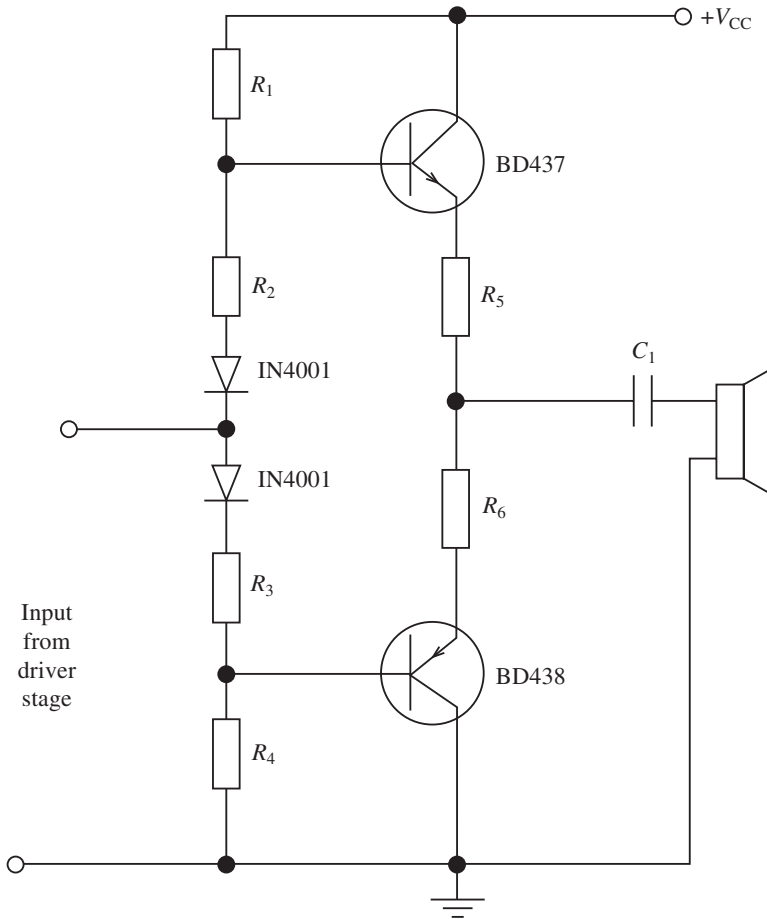 +V_CC
R_1
BD437
R_2
R_5
IN4001
C_1
IN4001
R_6
R_3
Input
from
driver
stage
BD438
R_4